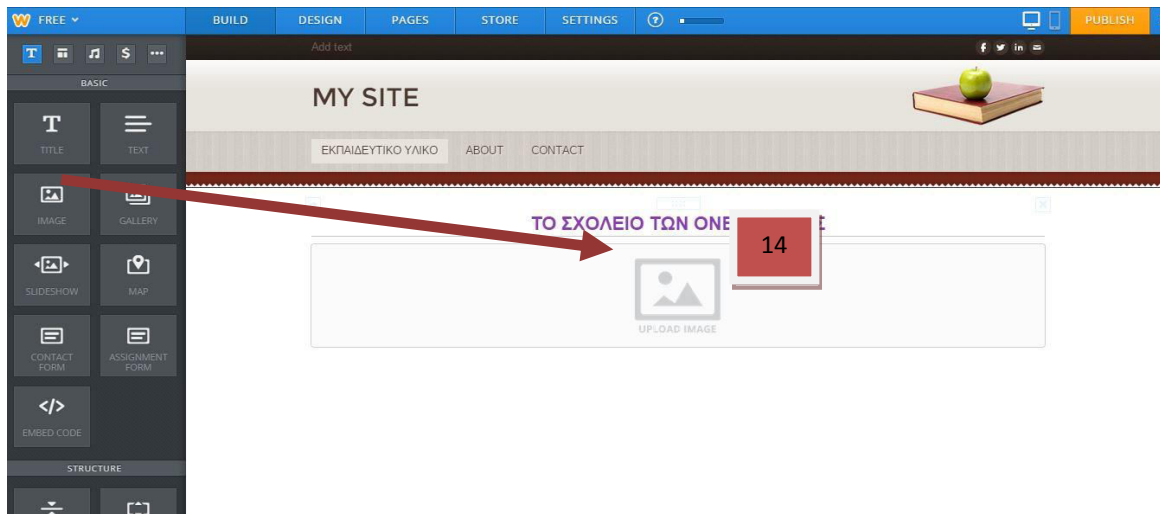 FREE BUILD DESIGN PAGES STORE SETTINGS ? PUBLISH
T $
Add text f in
BASIC
MY SITE
T
TITLE TEXT
ΕΚΠΑΙΔΕΥΤΙΚΟ ΥΛΙΚΟ ABOUT CONTACT
IMAGE GALLERY
ΤΟ ΣΧΟΛΕΙΟ ΤΩΝ
14
SLIDESHOW MAP
UPLOAD IMAGE
CONTACT FORM ASSIGNMENT FORM
</>
EMBED CODE
STRUCTURE